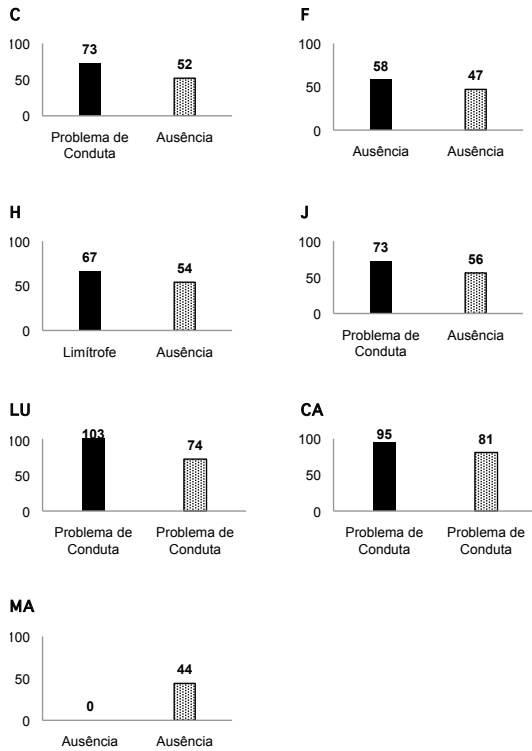 C
100
50
0
73
52
Problema de
Conduta
Ausência
F
100
50
0
58
47
Ausência
Ausência
H
100
50
0
67
54
Limítrofe
Ausência
J
100
50
0
73
56
Problema de
Conduta
Ausência
LU
100
50
0
103
74
Problema de
Conduta
Problema de
Conduta
CA
100
50
0
95
81
Problema de
Conduta
Problema de
Conduta
MA
100
50
0
0
44
Ausência
Ausência